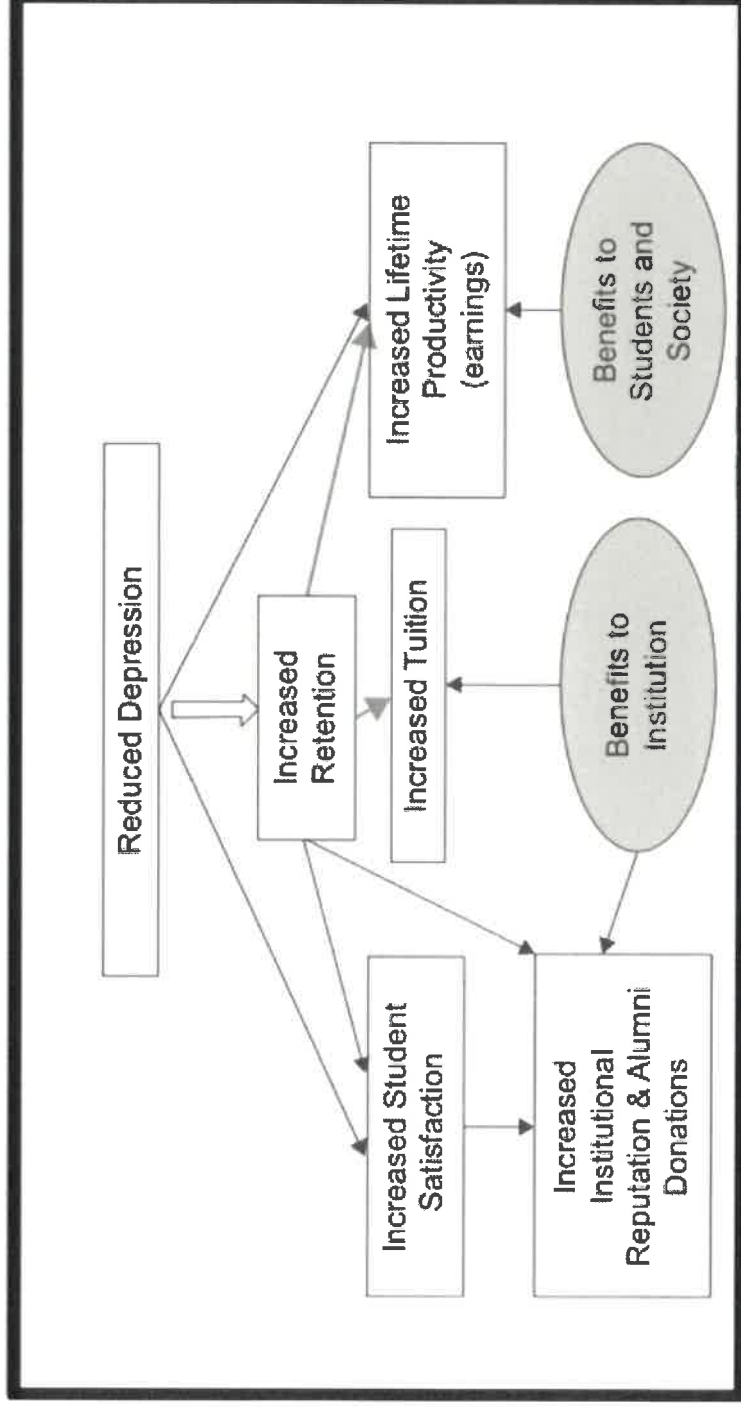 Reduced Depression
Increased
Retention
Increased Student
Satisfaction
Increased Tuition
Increased Lifetime
Productivity
(earnings)
Increased
Institutional
Reputation & Alumni
Donations
Benefits to
Institution
Benefits to
Students and
Society